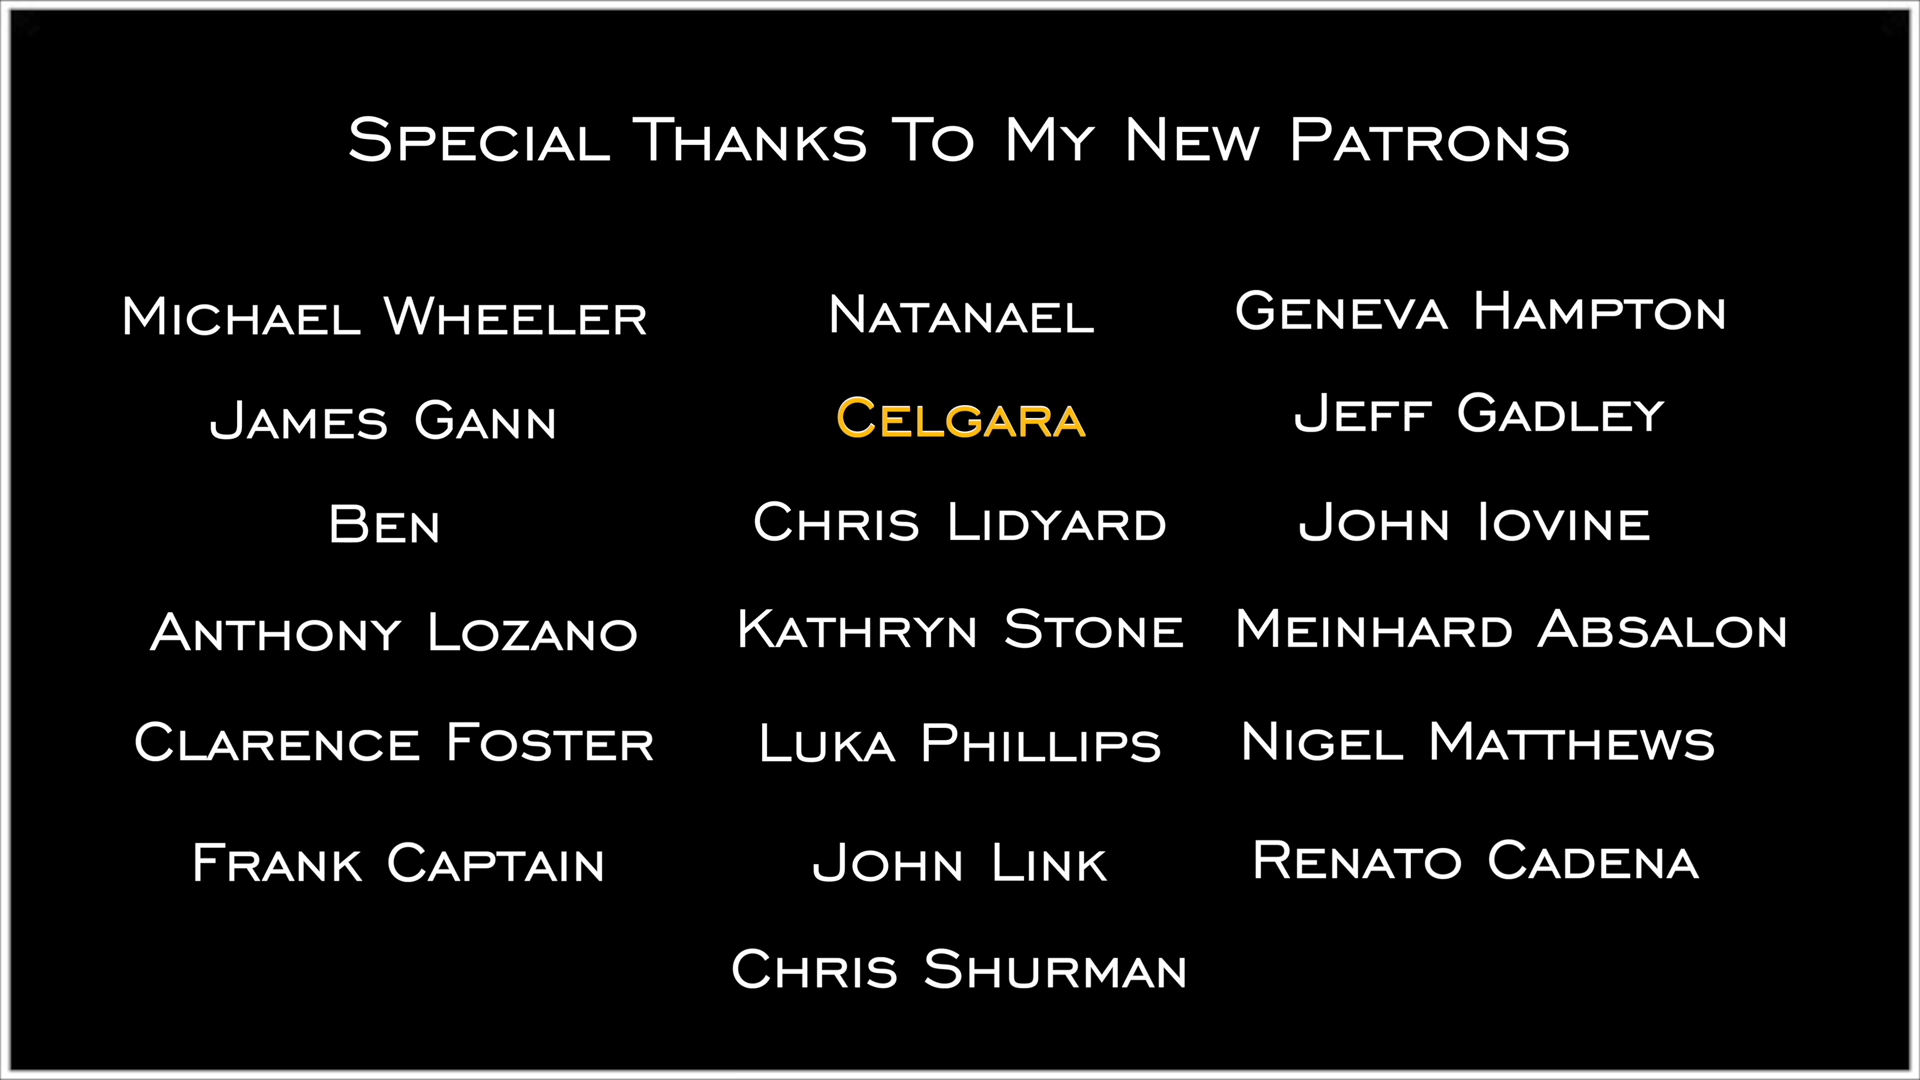 Special Thanks To My New Patrons
Michael Wheeler
Natanael
Geneva Hampton
James Gann
Celgara
Jeff Gadley
Ben
Chris Lidyard
John Iovine
Anthony Lozano
Kathryn Stone
Meinhard Absalon
Clarence Foster
Luka Phillips
Nigel Matthews
Frank Captain
John Link
Renato Cadena
Chris Shurman